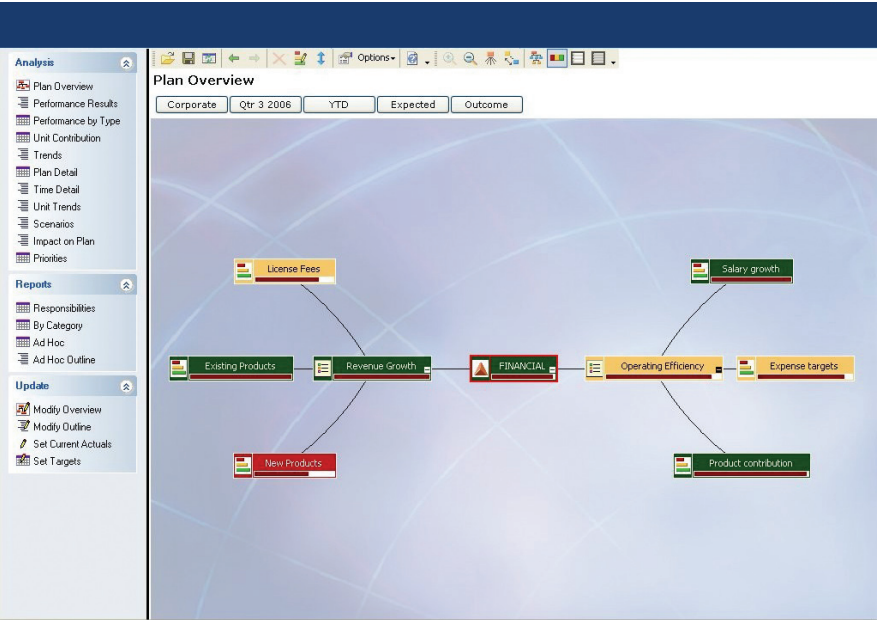 Analysis
Plan Overview
Performance Results
Performance by Type
Unit Contribution
Trends
Plan Detail
Time Detail
Unit Trends
Scenarios
Impact on Plan
Priorities
Reports
Responsibilities
By Category
Ad Hoc
Ad Hoc Outline
Update
Modify Overview
Modify Outline
Set Current Actuals
Set Targets
Options
Plan Overview
Corporate Qtr 3 2006 YTD Expected Outcome
License Fees Salary growth
Existing Products Revenue Growth FINANCIAL Operating Efficiency Expense targets
New Products Product contribution